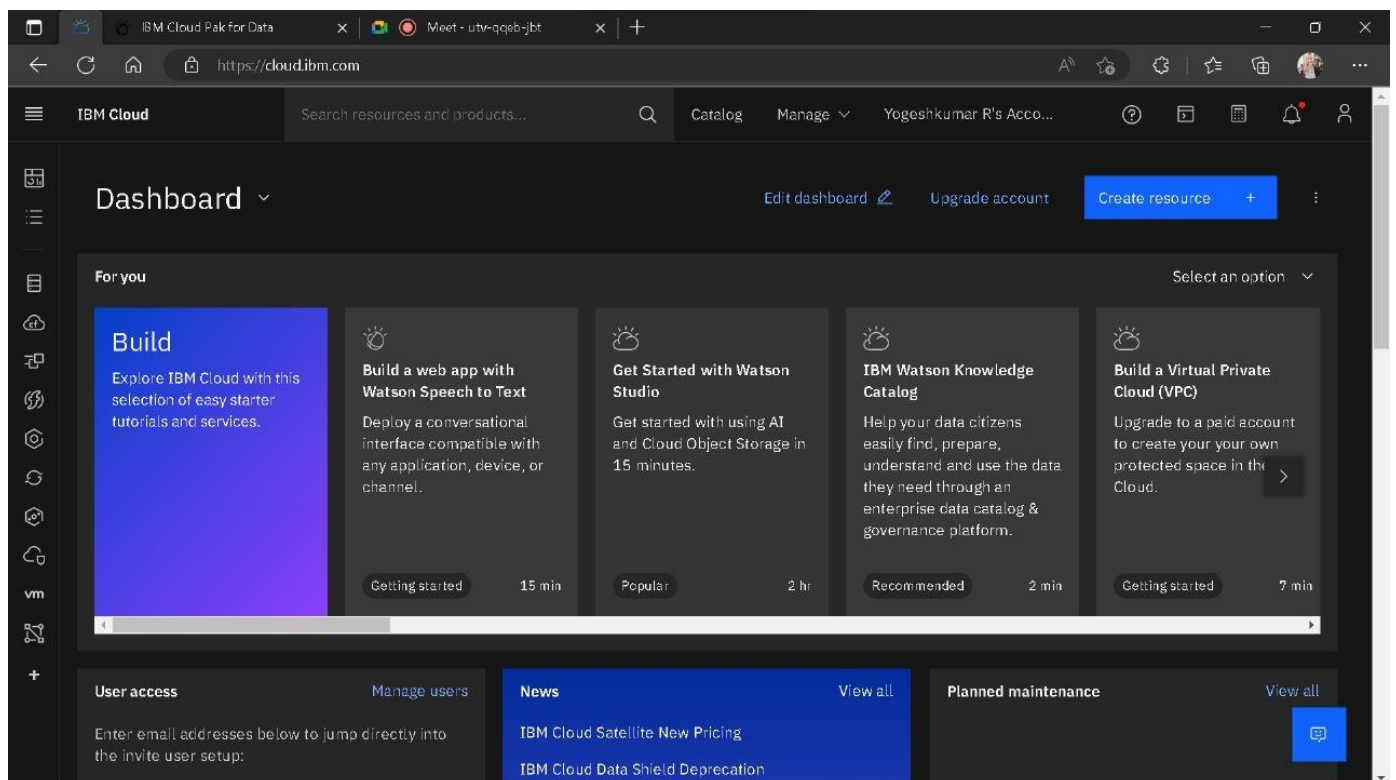 IBM Cloud Pak for Data
Meet - utv-qqeb-jbt
https://cloud.ibm.com
IBM Cloud
Search resources and products...
Catalog
Manage
Yogeshkumar R's Acco...
Dashboard
Edit dashboard
Upgrade account
Create resource +
For you
Select an option
Build
Explore IBM Cloud with this
selection of easy starter
tutorials and services.
Build a web app with
Watson Speech to Text
Deploy a conversational
interface compatible with
any application, device, or
channel.
Getting started
15 min
Get Started with Watson
Studio
Get started with using AI
and Cloud Object Storage in
15 minutes.
Popular
2 hr
IBM Watson Knowledge
Catalog
Help your data citizens
easily find, prepare,
understand and use the data
they need through an
enterprise data catalog &
governance platform.
Recommended
2 min
Build a Virtual Private
Cloud (VPC)
Upgrade to a paid account
to create your your own
protected space in the
Cloud.
Getting started
7 min
vm
User access
Manage users
Enter email addresses below to jump directly into
the invite user setup:
News
View all
IBM Cloud Satellite New Pricing
IBM Cloud Data Shield Deprecation
Planned maintenance
View all